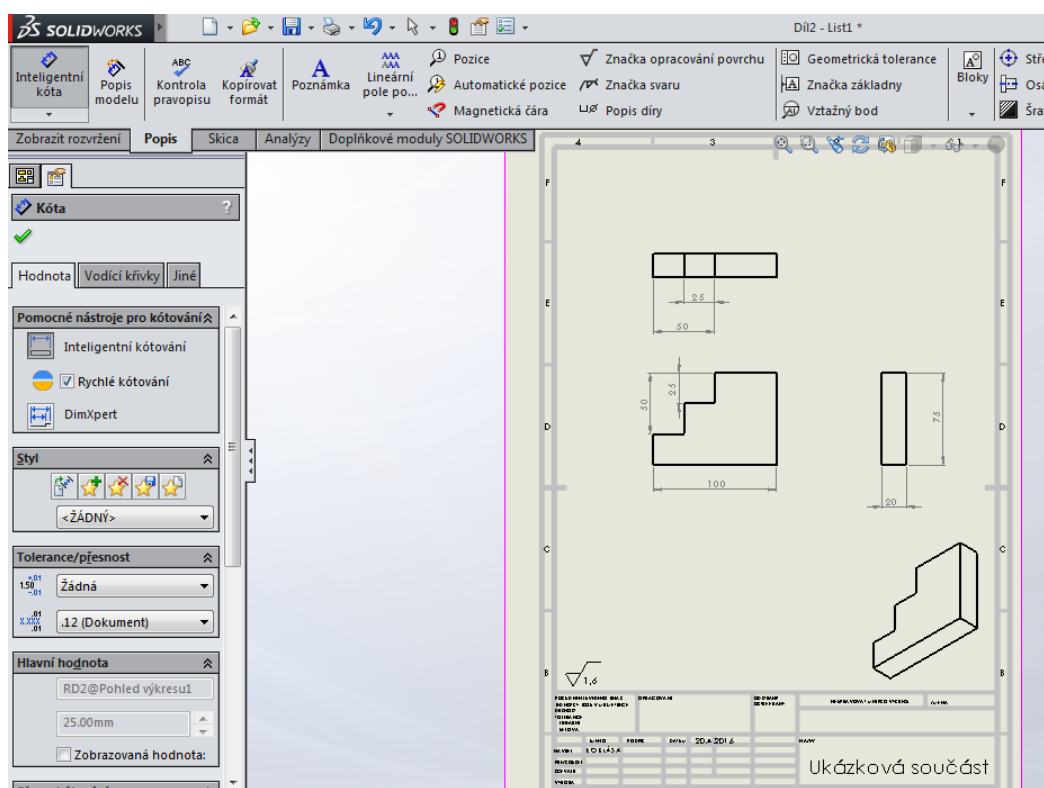 SOLIDWORKS
Díl2 - List1 *
Inteligentní kóta
Popis modelu
ABC
Kontrola pravopisu
Kopírovat formát
A
Poznámka
Lineární pole po...
Pozice
Automatické pozice
Magnetická čára
Značka opracování povrchu
Značka svaru
Popis díry
Geometrická tolerance
Značka základny
Vztažný bod
Bloky
Stře
Osa
Šra
Zobrazit rozvržení
Popis
Skica
Analýzy
Doplňkové moduly SOLIDWORKS
Kóta
?
Hodnota
Vodící křivky
Jiné
Pomocné nástroje pro kótování
Inteligentní kótování
Rychlé kótování
DimXpert
Styl
<ŽÁDNÝ>
Tolerance/přesnost
Žádná
.12 (Dokument)
Hlavní hodnota
RD2@Pohled výkresu1
25.00mm
Zobrazovaná hodnota:
4
3
F
F
E
E
D
D
C
C
B
B
25
50
50
25
100
75
20
1,6
Ukázková součást